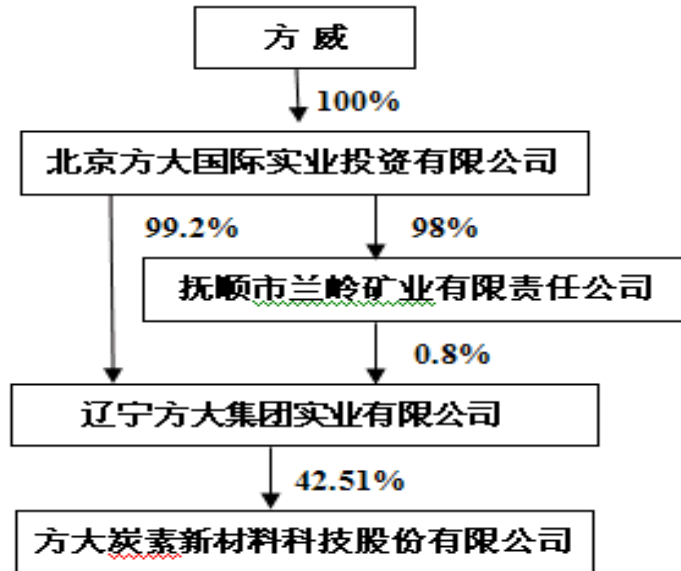 方 威
100%
北京方大国际实业投资有限公司
99.2%
98%
抚顺市兰岭矿业有限责任公司
0.8%
辽宁方大集团实业有限公司
42.51%
方大炭素新材料科技股份有限公司